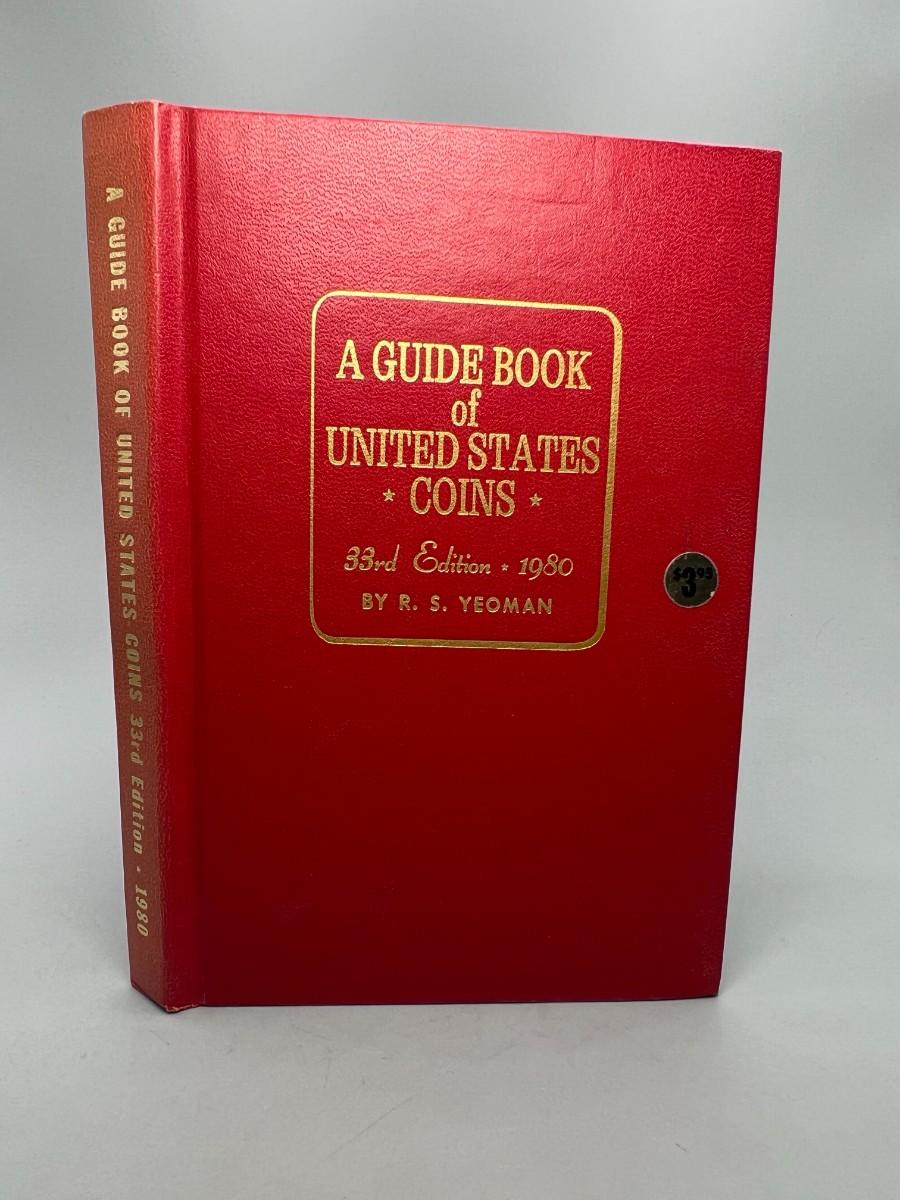 A GUIDE BOOK OF UNITED STATES COINS 33rd Edition • 1980
A GUIDE BOOK
of
UNITED STATES
★ COINS ★
33rd Edition ★ 1980
BY R. S. YEOMAN
$3.95